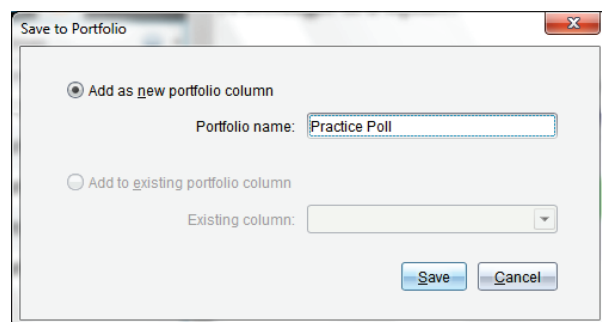 Save to Portfolio
Add as new portfolio column
Portfolio name: Practice Poll
Add to existing portfolio column
Existing column:
Save Cancel